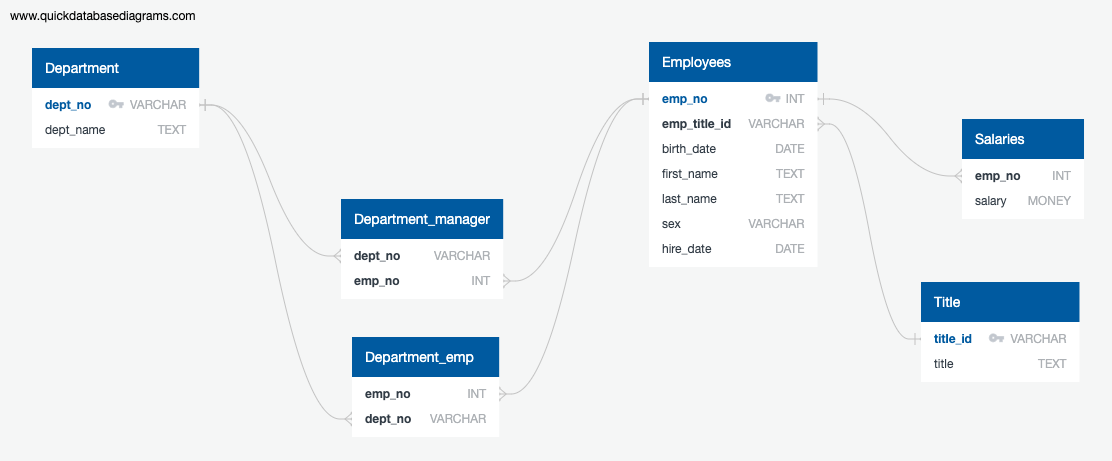 www.quickdatabasediagrams.com
Department
dept_no VARCHAR
dept_name TEXT
Department_manager
dept_no VARCHAR
emp_no INT
Department_emp
emp_no INT
dept_no VARCHAR
Employees
emp_no INT
emp_title_id VARCHAR
birth_date DATE
first_name TEXT
last_name TEXT
sex VARCHAR
hire_date DATE
Salaries
emp_no INT
salary MONEY
Title
title_id VARCHAR
title TEXT